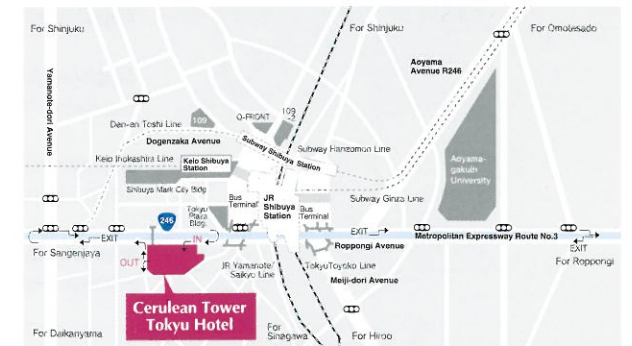 For Shinjuku
For Shinjuku
For Omotesado
Aoyama
Avenue R246
Yamanote-dori Avenue
109
Q-FRONT
109
-2
Den-en Toshi Line
Dogenzaka Avenue
Subway Shibuya Station
Subway Hanzomon Line
Keio Inokashira Line
Keio Shibuya
Station
Aoyama-
gakuin
University
Shibuya Mark City Bldg
Bus
Terminal
JR
Shibuya
Station
Subway Ginza Line
Tokyu
Plaza
Bldg.
Bus
Terminal
246
EXIT
IN
EXIT
Metropolitan Expressway Route No.3
EXIT
Roppongi Avenue
For Sangenjaya
OUT
For Roppongi
JR Yamanote/
Saikyo Line
TokyuToyoko Line
Meiji-dori Avenue
Cerulean Tower
Tokyu Hotel
For Daikanyama
For
Sinagawa
For Hiroo